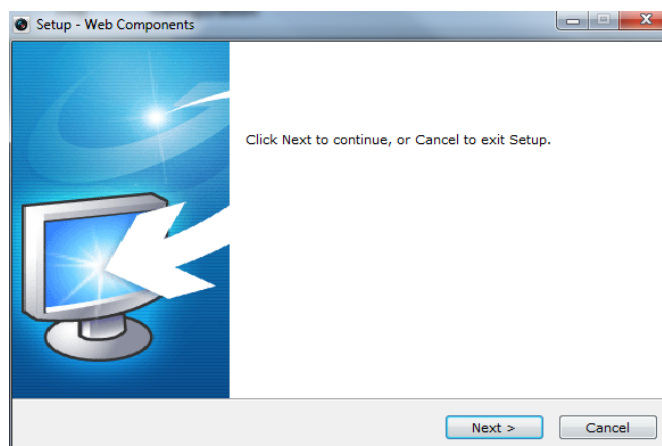 Setup - Web Components
Click Next to continue, or Cancel to exit Setup.
Next >
Cancel